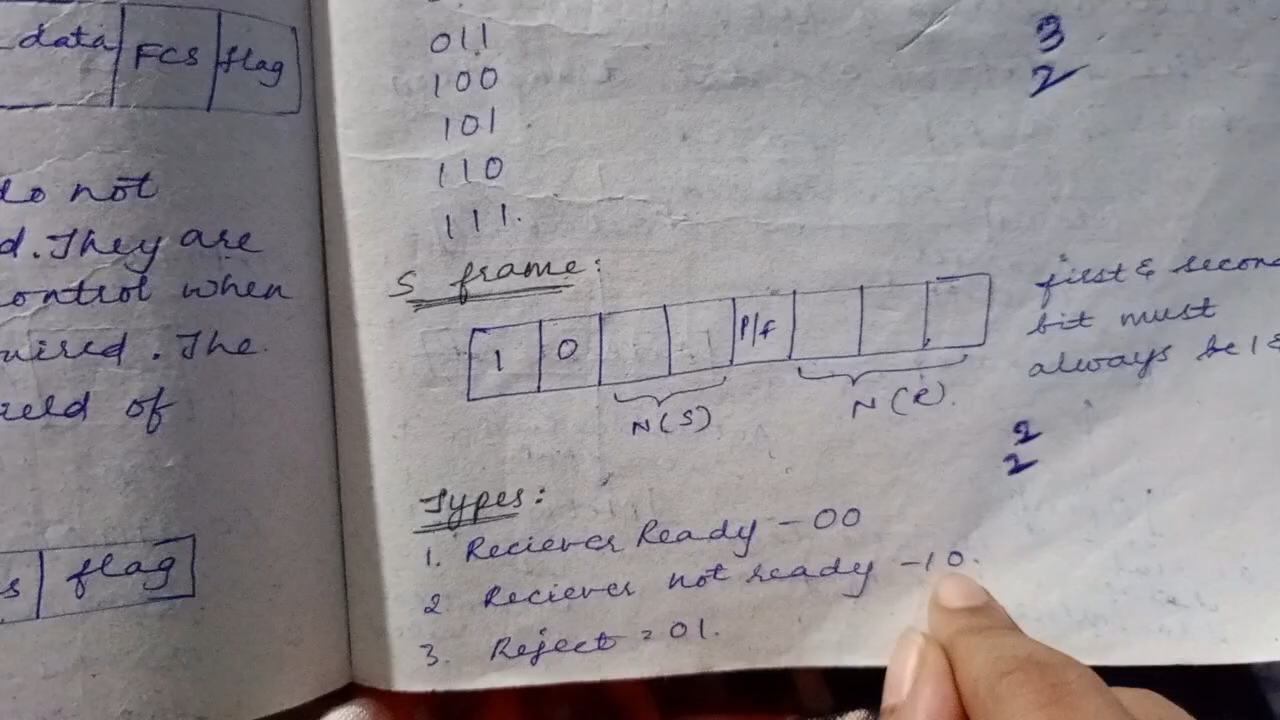 data FCS flag
do not
d. They are
ontrol when
uired. The
eld of
s flag
011
100
101
110
111.
3
2
S frame:
1 0 P/f
N(S) N(R).
first & second
bit must
always be 1 &
2
2
Types:
1. Reciever Ready - 00
2 Reciever not ready - 10.
3. Reject = 01.